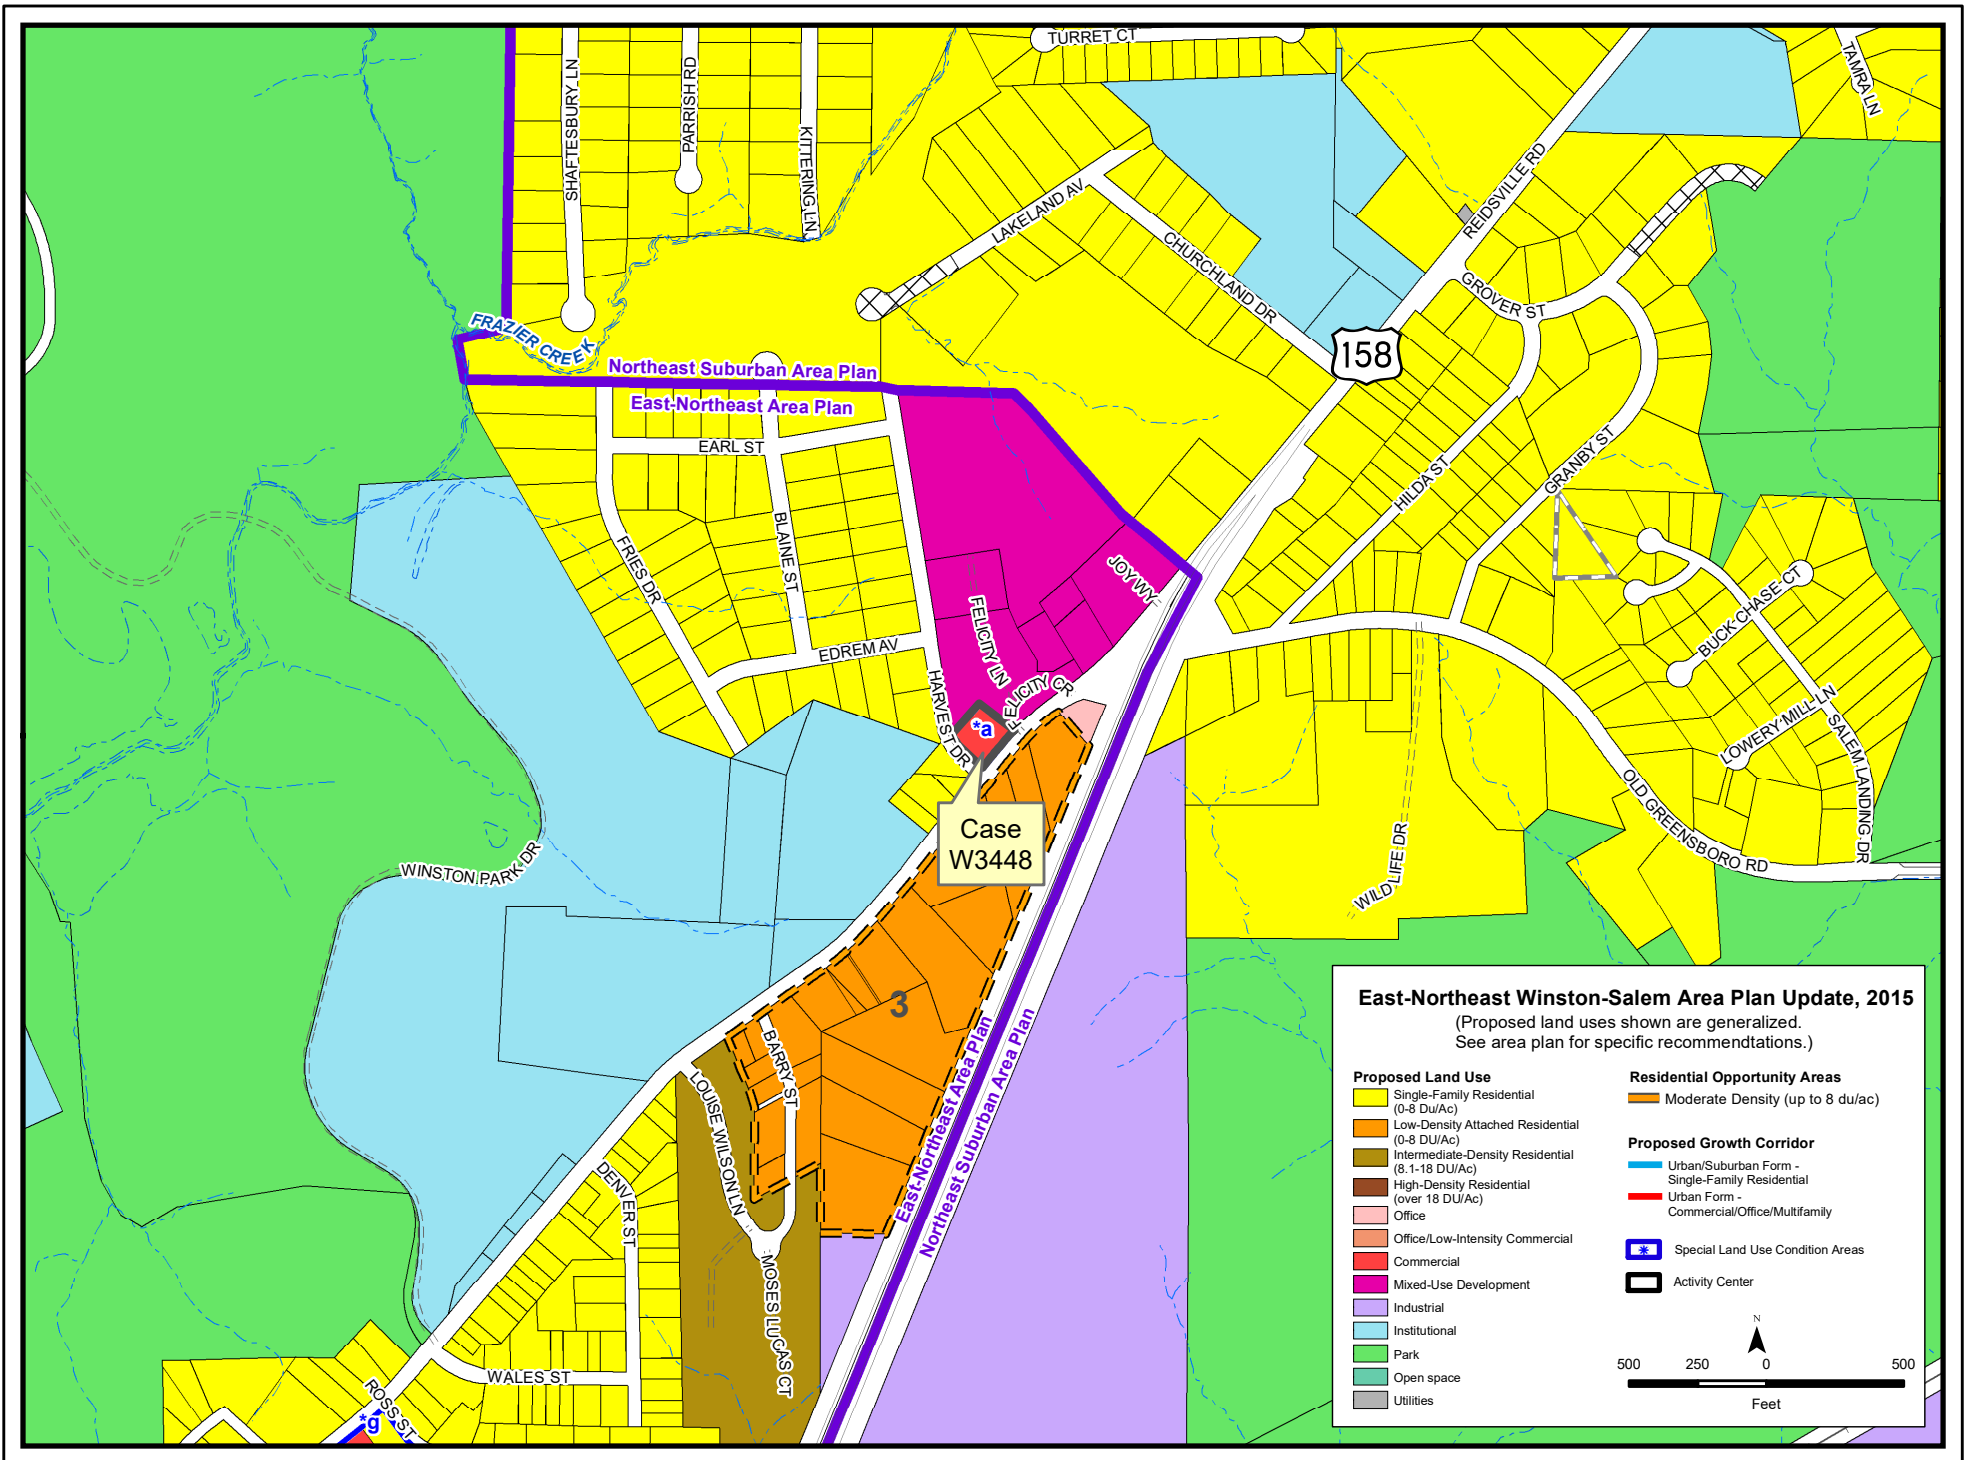 TURRET CT
TAMRA LN
SHAFTESBURY LN
PARRISH RD
KITTERING LN
REIDSVILLE RD
LAKELAND AV
CHURCHLAND DR
GROVER ST
FRAZIER CREEK
158
Northeast Suburban Area Plan
East-Northeast Area Plan
EARL ST
HILDA ST
GRANBY ST
BLAINE ST
FRIES DR
JOY WY
FELICITY LN
BUCK CHASE CT
EDREM AV
HARVEST DR
FELICITY CR
*a
LOWERY MILL LN
SALEM LANDING DR
OLD GREENSBORO RD
Case
W3448
WILD LIFE DR
WINSTON PARK DR
3
BARRY ST
LOUISE WILSON LN
East-Northeast Area Plan
Northeast Suburban Area Plan
DENVER ST
MOSES LUCAS CT
WALES ST
ROSS ST
*g
East-Northeast Winston-Salem Area Plan Update, 2015
(Proposed land uses shown are generalized.
See area plan for specific recommendtations.)
Proposed Land Use
Single-Family Residential
(0-8 Du/Ac)
Low-Density Attached Residential
(0-8 DU/Ac)
Intermediate-Density Residential
(8.1-18 DU/Ac)
High-Density Residential
(over 18 DU/Ac)
Office
Office/Low-Intensity Commercial
Commercial
Mixed-Use Development
Industrial
Institutional
Park
Open space
Utilities
Residential Opportunity Areas
Moderate Density (up to 8 du/ac)
Proposed Growth Corridor
Urban/Suburban Form -
Single-Family Residential
Urban Form -
Commercial/Office/Multifamily
*
Special Land Use Condition Areas
Activity Center
N
500 250 0 500
Feet